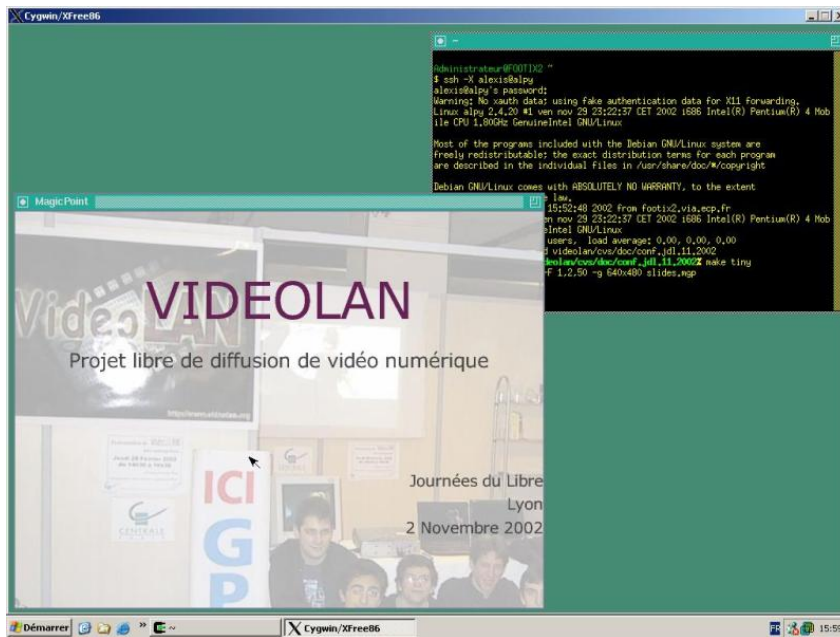 Cygwin/XFree86
~
Administrateur@FOOTIX2 ~
$ ssh -X alexis@alpy
alexis@alpy's password:
Warning: No xauth data; using fake authentication data for X11 forwarding.
Linux alpy 2.4.20 #1 ven nov 29 23:22:37 CET 2002 i686 Intel(R) Pentium(R) 4 Mob
ile CPU 1.80GHz GenuineIntel GNU/Linux
Most of the programs included with the Debian GNU/Linux system are
freely redistributable; the exact distribution terms for each program
are described in the individual files in /usr/share/doc/*/copyright
Debian GNU/Linux comes with ABSOLUTELY NO WARRANTY, to the extent
law.
15:52:48 2002 from footix2.via.ecp.fr
nov 29 23:22:37 CET 2002 i686 Intel(R) Pentium(R) 4 Mob
GNU/Linux
users, load average: 0.00, 0.00, 0.00
videolan/cvs/doc/conf.jdl.11.2002
/cvs/doc/conf.jdl.11.2002% make tiny
1,2,50 -g 640x480 slides.mgp
MagicPoint
VideoLAN
VIDEOLAN
Projet libre de diffusion de vidéo numérique
http://www.videolan.org
ICI
CENTRALE
GP
Journées du Libre
Lyon
2 Novembre 2002
Démarrer
»
~
Cygwin/XFree86
FR